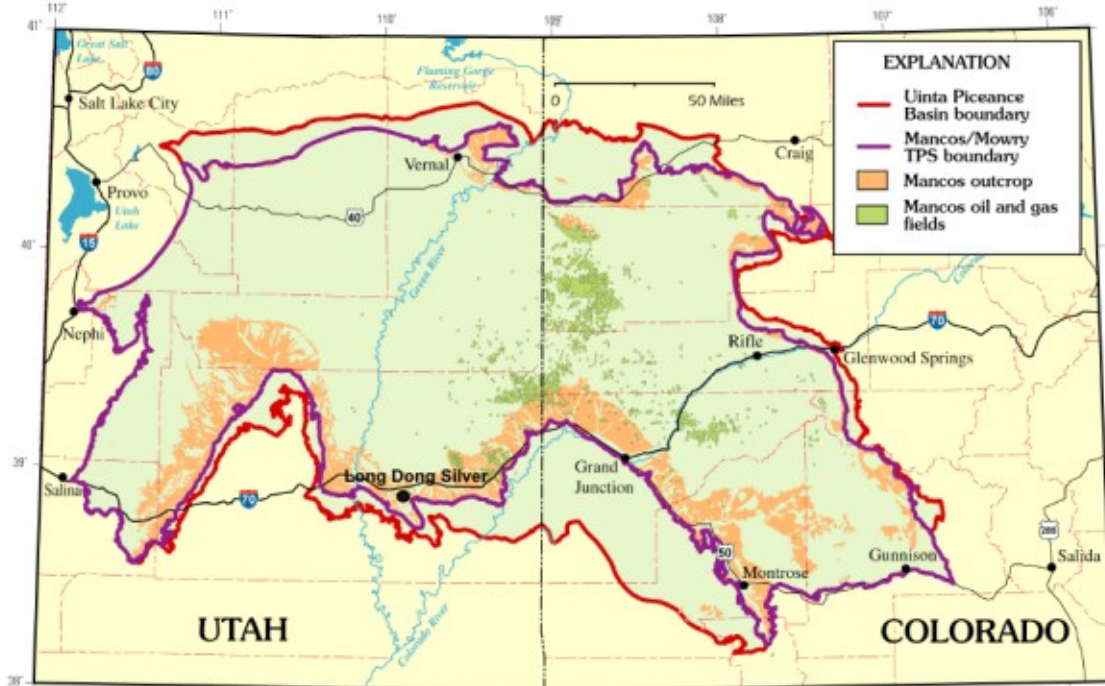 112˚
111˚
110˚
109˚
108˚
107˚
106˚
41˚
40˚
39˚
38˚
Great Salt
Lake
80
Salt Lake City
Flaming Gorge
Reservoir
0
50 Miles
EXPLANATION
Uinta Piceance
Basin boundary
Mancos/Mowry
TPS boundary
Mancos outcrop
Mancos oil and gas
fields
Craig
Vernal
Provo
Utah
Lake
40
15
Green River
Nephi
Rifle
70
Glenwood Springs
Salina
70
Long Dong Silver
Grand
Junction
50
Montrose
Gunnison
285
Salida
Colorado River
UTAH
COLORADO